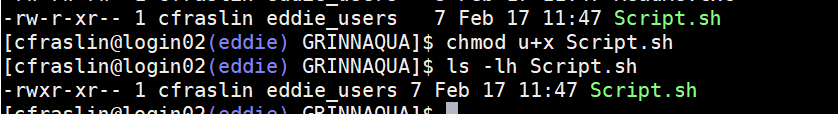 -rw-r-xr-- 1 cfraslin eddie_users   7 Feb 17 11:47 Script.sh
[cfraslin@login02(eddie) GRINNAQUA]$ chmod u+x Script.sh
[cfraslin@login02(eddie) GRINNAQUA]$ ls -lh Script.sh
-rwxr-xr-- 1 cfraslin eddie_users 7 Feb 17 11:47 Script.sh
[cfraslin@login02(eddie) GRINNAQUA]$